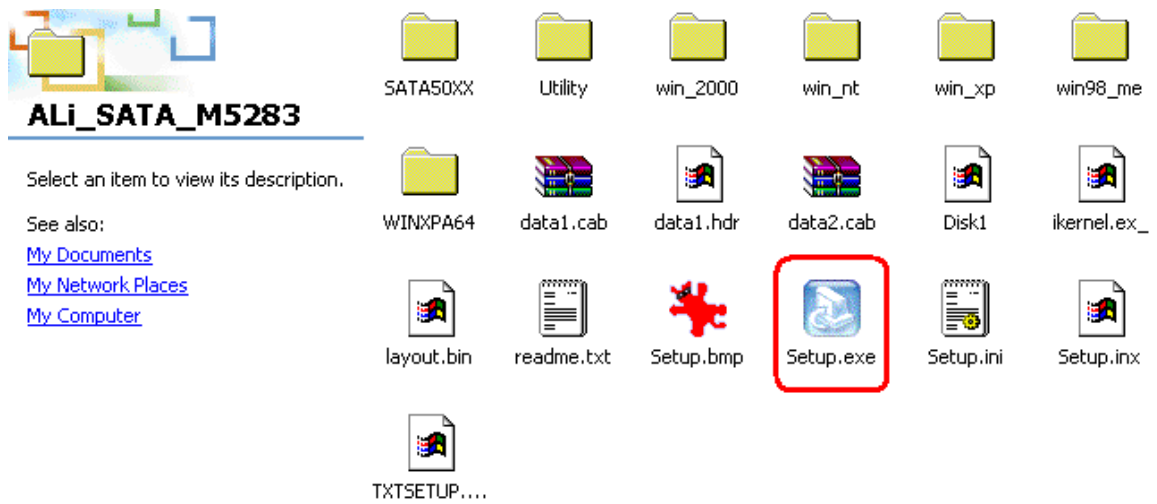 ALi_SATA_M5283
Select an item to view its description.
See also:
My Documents
My Network Places
My Computer
SATA50XX Utility win_2000 win_nt win_xp win98_me
WINXPA64 data1.cab data1.hdr data2.cab Disk1 ikernel.ex_
layout.bin readme.txt Setup.bmp Setup.exe Setup.ini Setup.inx
TXTSETUP....